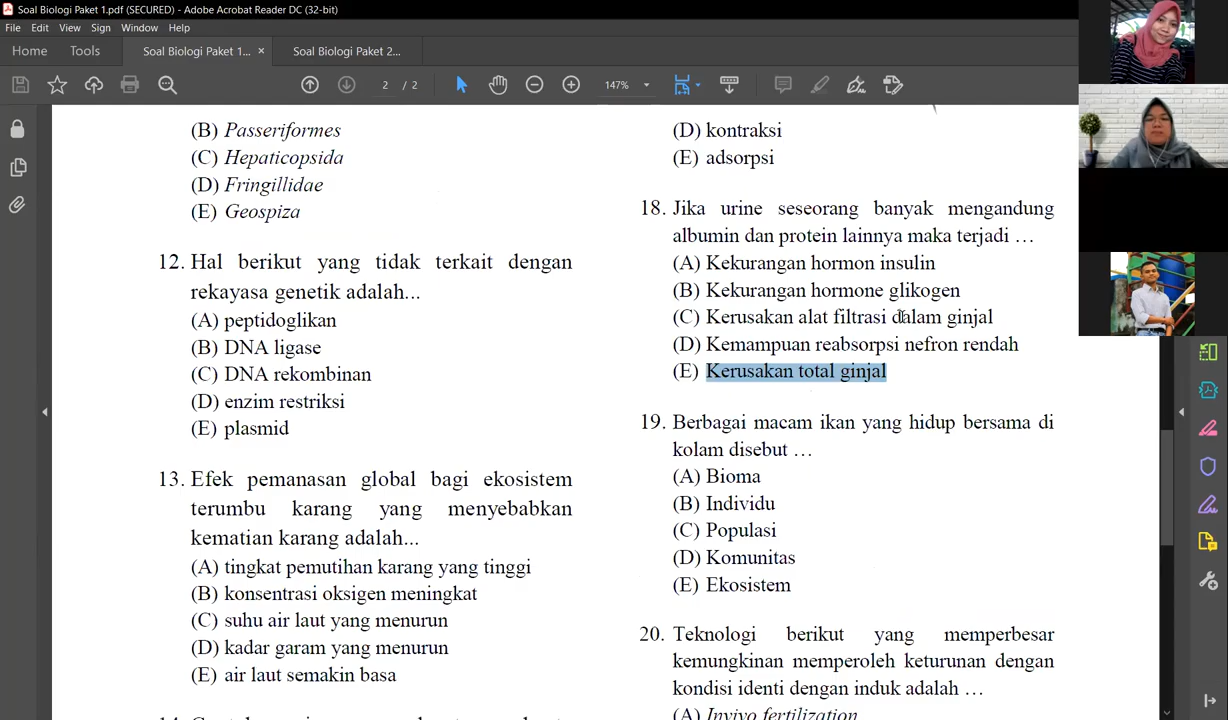 Soal Biologi Paket 1.pdf (SECURED) - Adobe Acrobat Reader DC (32-bit)
File Edit View Sign Window Help
Home Tools Soal Biologi Paket 1... × Soal Biologi Paket 2...
2 / 2 147%
(B) Passeriformes
(C) Hepaticopsida
(D) Fringillidae
(E) Geospiza
12. Hal berikut yang tidak terkait dengan
rekayasa genetik adalah...
(A) peptidoglikan
(B) DNA ligase
(C) DNA rekombinan
(D) enzim restriksi
(E) plasmid
13. Efek pemanasan global bagi ekosistem
terumbu karang yang menyebabkan
kematian karang adalah...
(A) tingkat pemutihan karang yang tinggi
(B) konsentrasi oksigen meningkat
(C) suhu air laut yang menurun
(D) kadar garam yang menurun
(E) air laut semakin basa
(D) kontraksi
(E) adsorpsi
18. Jika urine seseorang banyak mengandung
albumin dan protein lainnya maka terjadi …
(A) Kekurangan hormon insulin
(B) Kekurangan hormone glikogen
(C) Kerusakan alat filtrasi dalam ginjal
(D) Kemampuan reabsorpsi nefron rendah
(E) Kerusakan total ginjal
19. Berbagai macam ikan yang hidup bersama di
kolam disebut …
(A) Bioma
(B) Individu
(C) Populasi
(D) Komunitas
(E) Ekosistem
20. Teknologi berikut yang memperbesar
kemungkinan memperoleh keturunan dengan
kondisi identi dengan induk adalah …
(A) Invivo fertilization